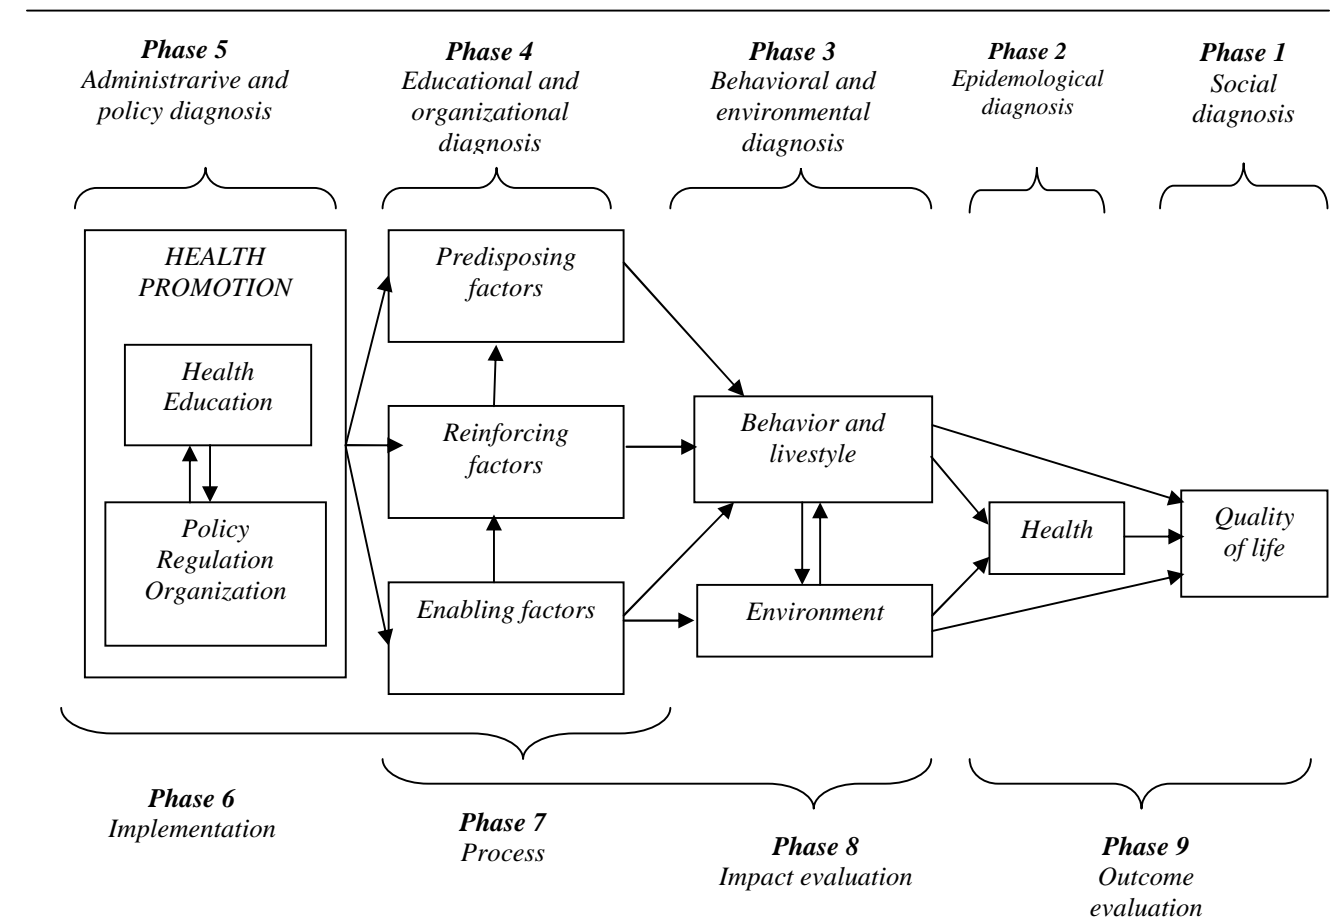 Phase 5
Administrarive and
policy diagnosis
Phase 4
Educational and
organizational
diagnosis
Phase 3
Behavioral and
environmental
diagnosis
Phase 2
Epidemological
diagnosis
Phase 1
Social
diagnosis
HEALTH
PROMOTION
Health
Education
Policy
Regulation
Organization
Predisposing
factors
Reinforcing
factors
Enabling factors
Behavior and
livestyle
Environment
Health
Quality
of life
Phase 6
Implementation
Phase 7
Process
Phase 8
Impact evaluation
Phase 9
Outcome
evaluation